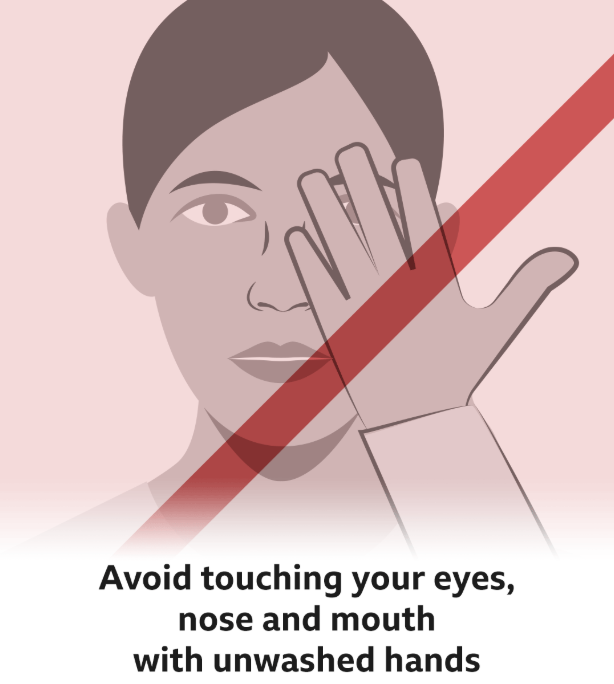 Avoid touching your eyes,
nose and mouth
with unwashed hands